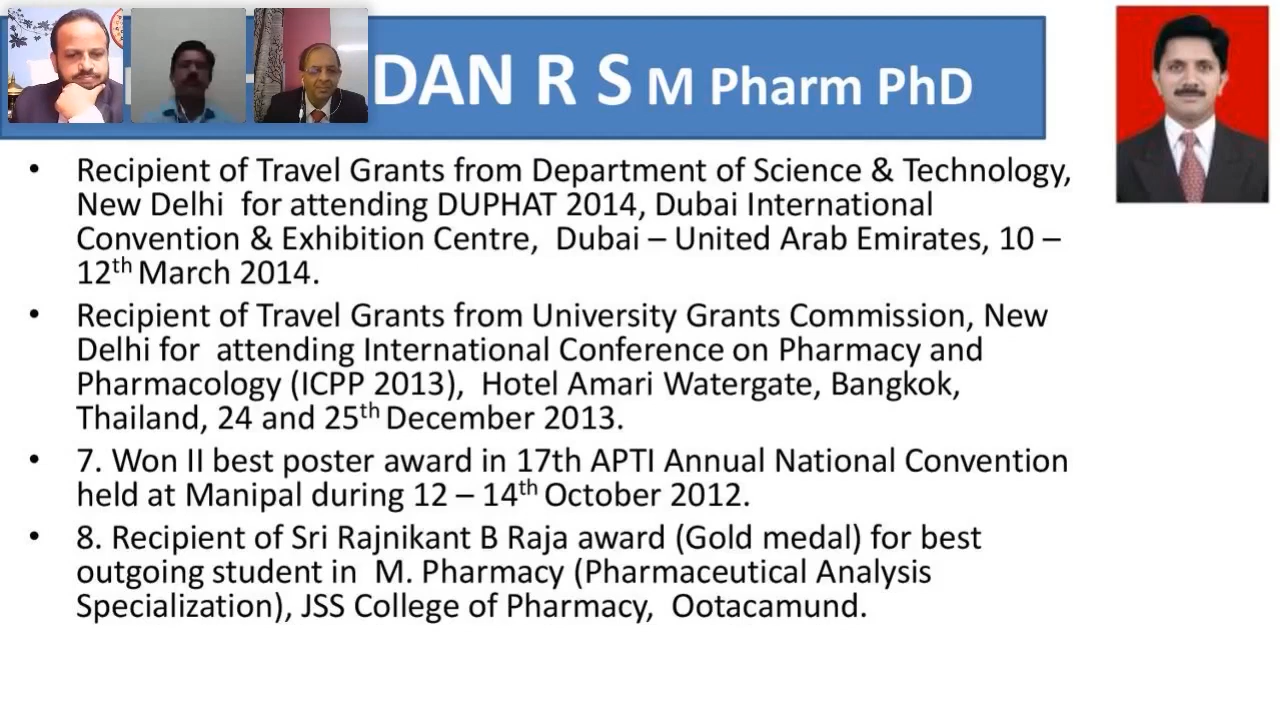 DAN R S M Pharm PhD
• Recipient of Travel Grants from Department of Science & Technology,
New Delhi for attending DUPHAT 2014, Dubai International
Convention & Exhibition Centre, Dubai – United Arab Emirates, 10 –
12th March 2014.
• Recipient of Travel Grants from University Grants Commission, New
Delhi for attending International Conference on Pharmacy and
Pharmacology (ICPP 2013), Hotel Amari Watergate, Bangkok,
Thailand, 24 and 25th December 2013.
• 7. Won II best poster award in 17th APTI Annual National Convention
held at Manipal during 12 – 14th October 2012.
• 8. Recipient of Sri Rajnikant B Raja award (Gold medal) for best
outgoing student in M. Pharmacy (Pharmaceutical Analysis
Specialization), JSS College of Pharmacy, Ootacamund.